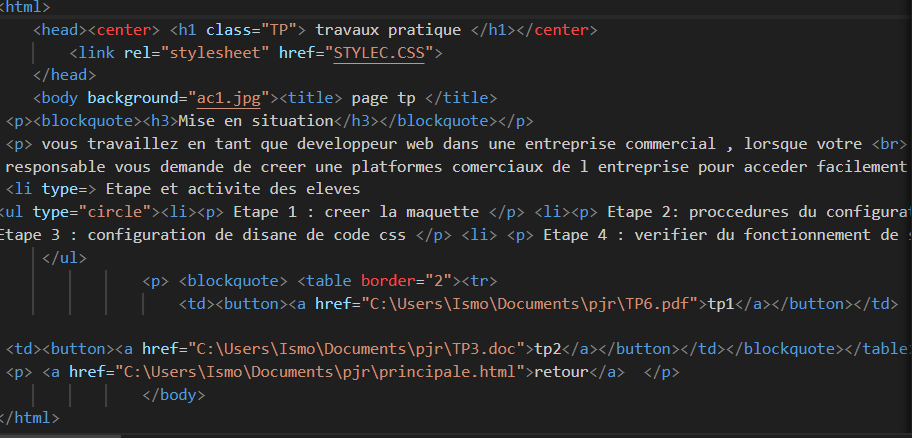 <html>
<head><center> <h1 class="TP"> travaux pratique </h1></center>
<link rel="stylesheet" href="STYLEC.CSS">
</head>
<body background="ac1.jpg"><title> page tp </title>
<p><blockquote><h3>Mise en situation</h3></blockquote></p>
<p> vous travaillez en tant que developpeur web dans une entreprise commercial , lorsque votre <br>
responsable vous demande de creer une platformes comerciaux de l entreprise pour acceder facilement
<li type=> Etape et activite des eleves
<ul type="circle"><li><p> Etape 1 : creer la maquette </p> <li><p> Etape 2: proccedures du configurat
Etape 3 : configuration de disane de code css </p> <li> <p> Etape 4 : verifier du fonctionnement de
</ul>
<p> <blockquote> <table border="2"><tr>
<td><button><a href="C:\Users\Ismo\Documents\pjr\TP6.pdf">tp1</a></button></td>
<td><button><a href="C:\Users\Ismo\Documents\pjr\TP3.doc">tp2</a></button></td></blockquote></table
<p> <a href="C:\Users\Ismo\Documents\pjr\principale.html">retour</a>  </p>
</body>
</html>